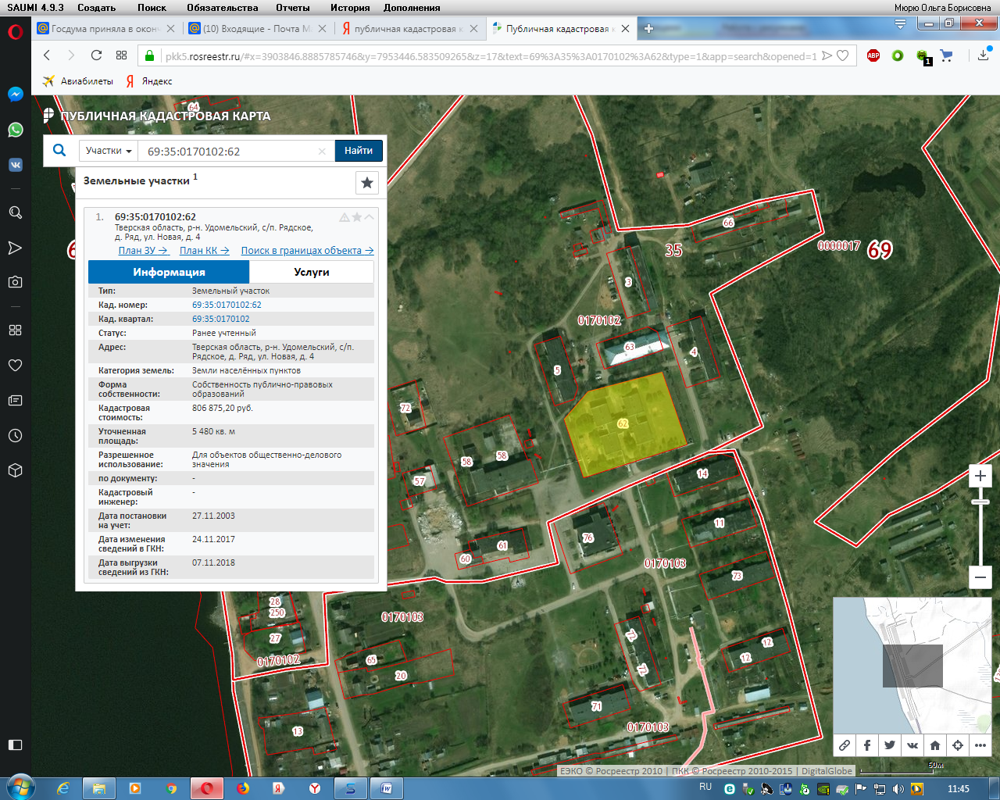 SAUMI 4.9.3 Создать Поиск Обязательства Отчеты История Дополнения Мюрю Ольга Борисовна
Госдума приняла в оконч (10) Входящие - Почта Ma публичная кадастровая к Публичная кадастровая
pkk5.rosreestr.ru/#x=3903846.8885785746&y=7953446.583509265&z=17&text=69%3A35%3A0170102%3A62&type=1&app=search&opened=1
ABP
1
Авиабилеты Яндекс
64
ПУБЛИЧНАЯ КАДАСТРОВАЯ КАРТА
Участки 69:35:0170102:62 Найти
Земельные участки 1
1. 69:35:0170102:62
Тверская область, р-н. Удомельский, с/п. Рядское,
д. Ряд, ул. Новая, д. 4
План ЗУ → План КК → Поиск в границах объекта →
Информация Услуги
Тип: Земельный участок
Кад. номер: 69:35:0170102:62
Кад. квартал: 69:35:0170102
Статус: Ранее учтенный
Адрес: Тверская область, р-н. Удомельский, с/п.
Рядское, д. Ряд, ул. Новая, д. 4
Категория земель: Земли населённых пунктов
Форма собственности: Собственность публично-правовых
образований
Кадастровая стоимость: 806 875,20 руб.
Уточненная площадь: 5 480 кв. м
Разрешенное использование: Для объектов общественно-делового
значения
по документу: -
Кадастровый инженер: -
Дата постановки на учет: 27.11.2003
Дата изменения сведений в ГКН: 24.11.2017
Дата выгрузки сведений из ГКН: 07.11.2018
66
35
0000017 69
3
0170102
63
4
5
72
62
58
58
57
14
11
76
61
60
0170103
73
28
250
0170103
27
72
12
12
0170102
65
72
20
71
13
0170103
50м
ЕЭКО © Росреестр 2010 | ПКК © Росреестр 2010-2015 | DigitalGlobe
RU 11:45